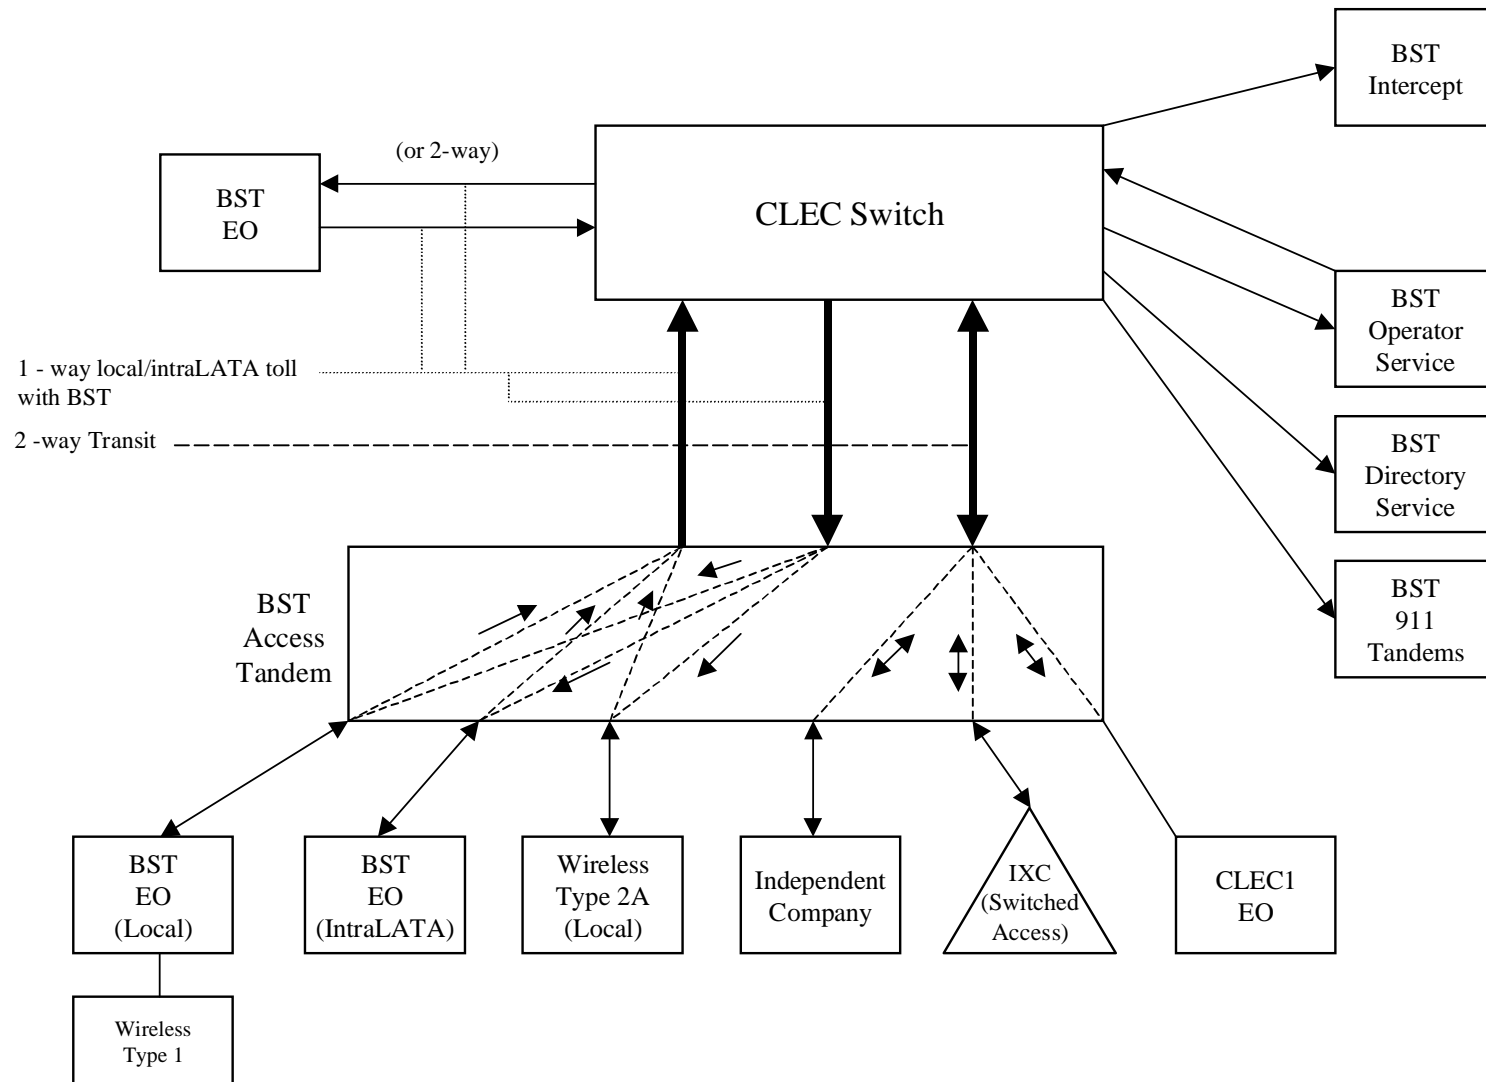 BST
Intercept
(or 2-way)
BST
EO
CLEC Switch
BST
Operator
Service
1 - way local/intraLATA toll
with BST
2 -way Transit
BST
Directory
Service
BST
911
Tandems
BST
Access
Tandem
BST
EO
(Local)
BST
EO
(IntraLATA)
Wireless
Type 2A
(Local)
Independent
Company
IXC
(Switched
Access)
CLEC1
EO
Wireless
Type 1